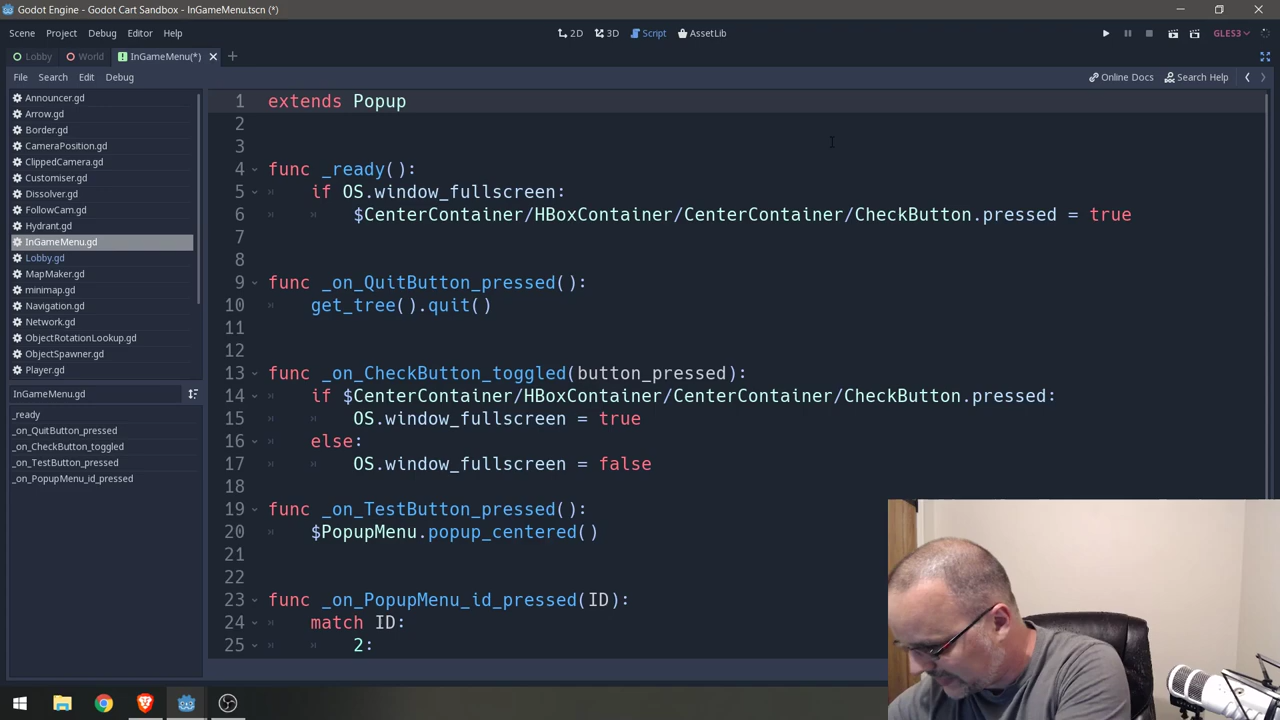 Godot Engine - Godot Cart Sandbox - InGameMenu.tscn (*)
Scene Project Debug Editor Help
2D 3D Script AssetLib
GLES3
Lobby World InGameMenu(*)
File Search Edit Debug
Online Docs Search Help
Announcer.gd
Arrow.gd
Border.gd
CameraPosition.gd
ClippedCamera.gd
Customiser.gd
Dissolver.gd
FollowCam.gd
Hydrant.gd
InGameMenu.gd
Lobby.gd
MapMaker.gd
minimap.gd
Navigation.gd
Network.gd
ObjectRotationLookup.gd
ObjectSpawner.gd
Player.gd
InGameMenu.gd
_ready
_on_QuitButton_pressed
_on_CheckButton_toggled
_on_TestButton_pressed
_on_PopupMenu_id_pressed
1 extends Popup
2
3
4 func _ready():
5 if OS.window_fullscreen:
6 $CenterContainer/HBoxContainer/CenterContainer/CheckButton.pressed = true
7
8
9 func _on_QuitButton_pressed():
10 get_tree().quit()
11
12
13 func _on_CheckButton_toggled(button_pressed):
14 if $CenterContainer/HBoxContainer/CenterContainer/CheckButton.pressed:
15 OS.window_fullscreen = true
16 else:
17 OS.window_fullscreen = false
18
19 func _on_TestButton_pressed():
20 $PopupMenu.popup_centered()
21
22
23 func _on_PopupMenu_id_pressed(ID):
24 match ID:
25 2: